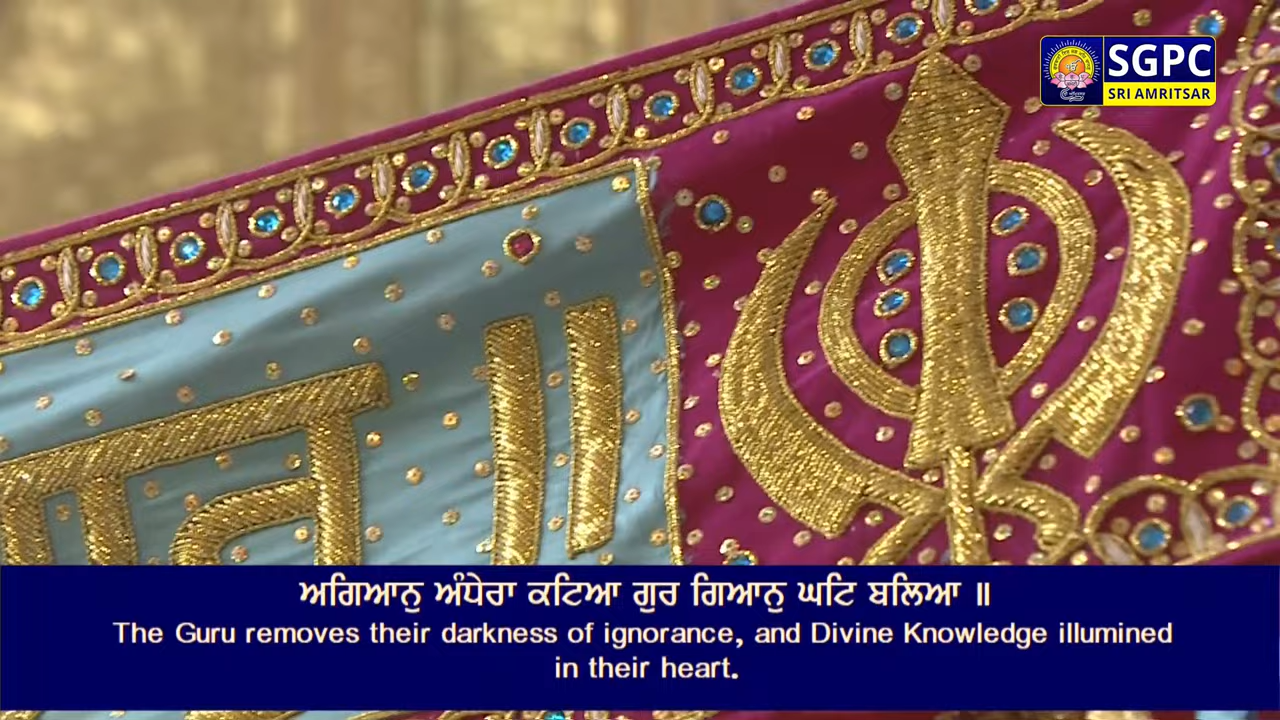 SGPC
SRI AMRITSAR
ਅਗਿਆਨੁ ਅੰਧੇਰਾ ਕਟਿਆ ਗੁਰ ਗਿਆਨੁ ਘਟਿ ਬਲਿਆ ॥
The Guru removes their darkness of ignorance, and Divine Knowledge illumined
in their heart.